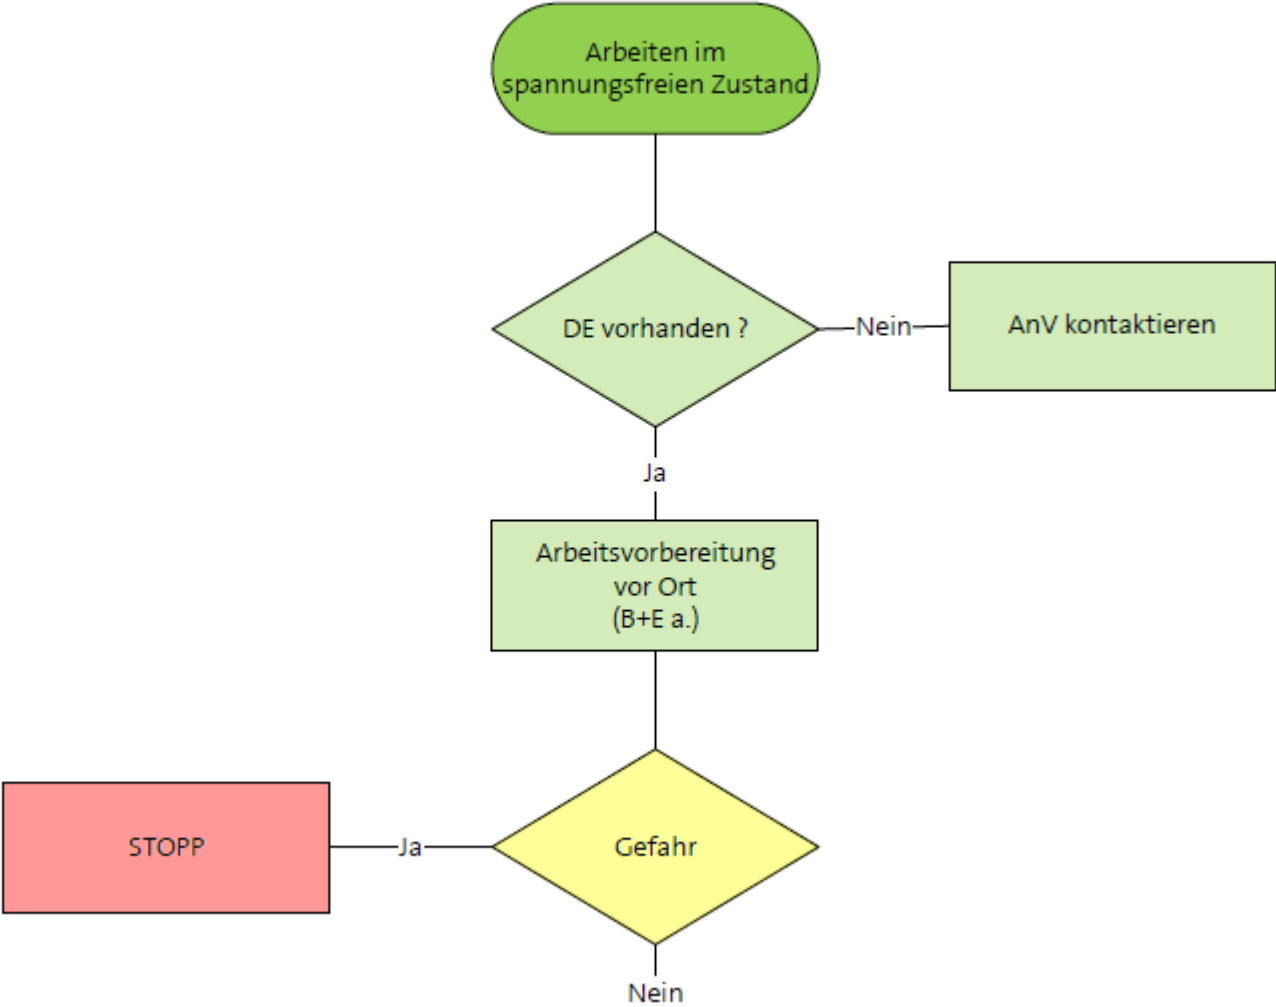 Arbeiten im
spannungsfreien Zustand
DE vorhanden ?
Nein
AnV kontaktieren
Ja
Arbeitsvorbereitung
vor Ort
(B+E a.)
STOPP
Ja
Gefahr
Nein